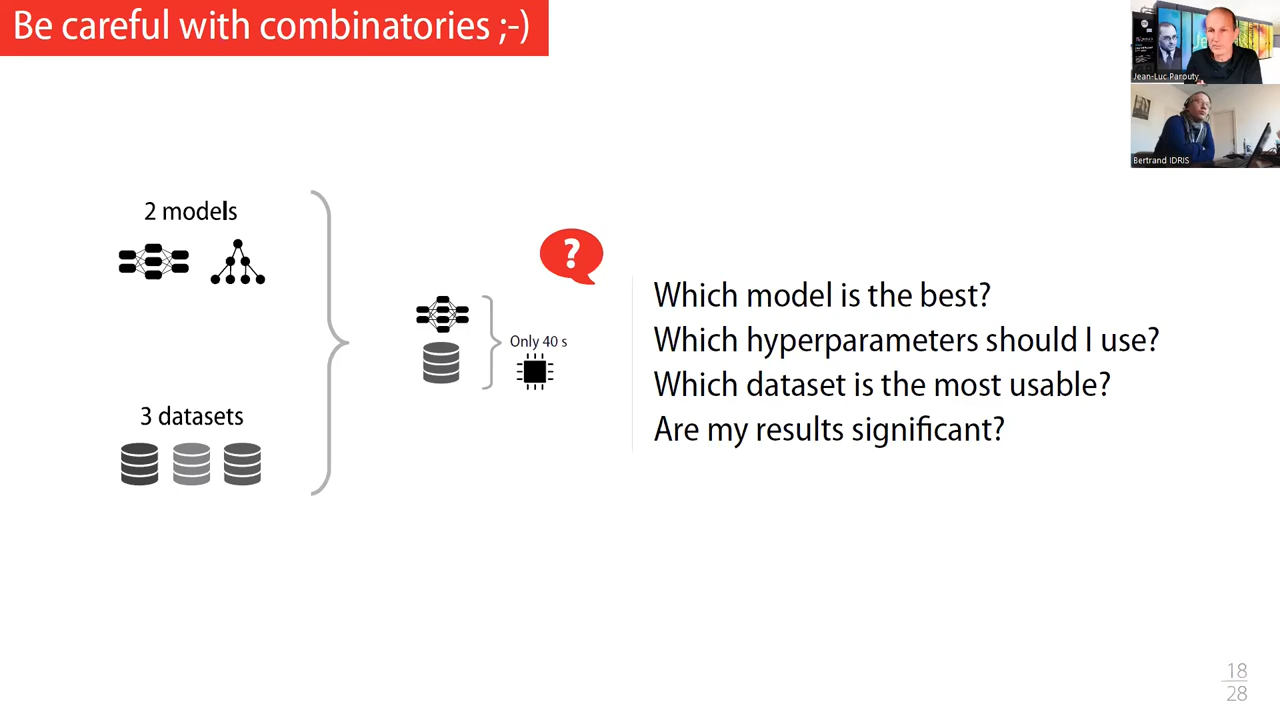 Be careful with combinatories ;-)
Jean-Luc Parouty
Bertrand IDRIS
2 models
3 datasets
?
Only 40 s
Which model is the best?
Which hyperparameters should I use?
Which dataset is the most usable?
Are my results significant?
18
28